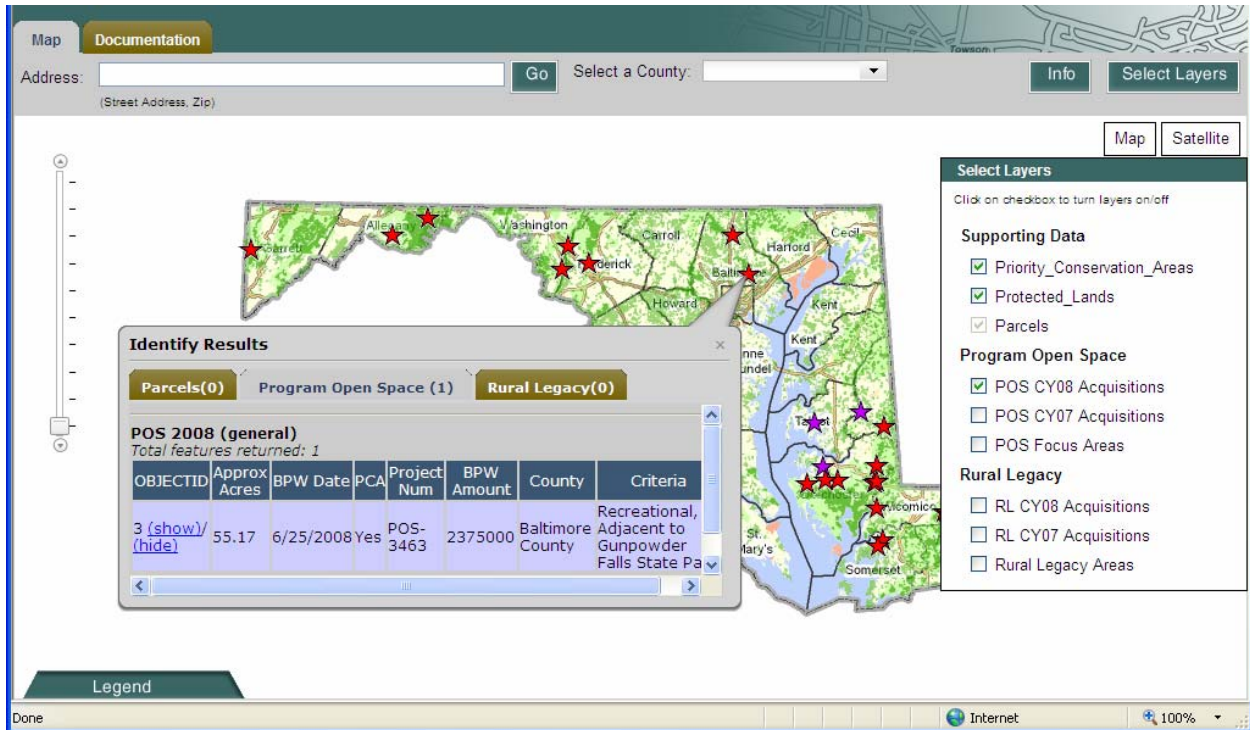 Map Documentation
Towson
Address: Go Select a County: Info Select Layers
(Street Address, Zip)
Map Satellite
Select Layers
Click on checkbox to turn layers on/off
Supporting Data
Priority_Conservation_Areas
Protected_Lands
Parcels
Program Open Space
POS CY08 Acquisitions
POS CY07 Acquisitions
POS Focus Areas
Rural Legacy
RL CY08 Acquisitions
RL CY07 Acquisitions
Rural Legacy Areas
Washington
Carroll
Harford
Cecil
Garrett
Howard
Kent
Kent
St.
Mary's
Somerset
Identify Results ×
Parcels(0) Program Open Space (1) Rural Legacy(0)
POS 2008 (general)
Total features returned: 1
OBJECTID Approx Acres BPW Date PCA Project Num BPW Amount County Criteria
3 (show)/ (hide) 55.17 6/25/2008 Yes POS-3463 2375000 Baltimore County Recreational, Adjacent to Gunpowder Falls State Pa
Legend
Done Internet 100%